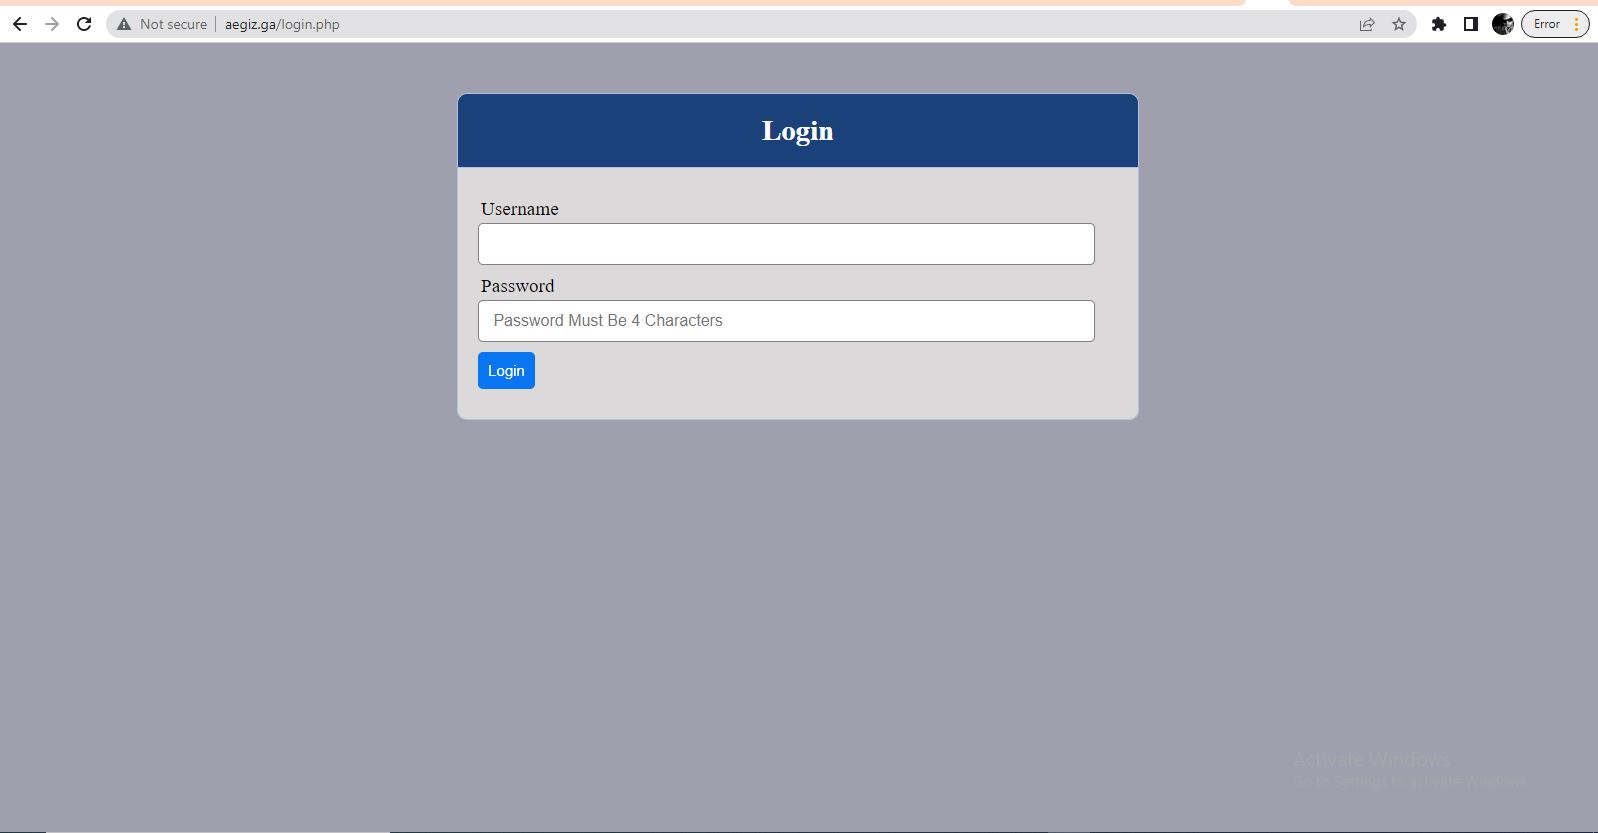 Not secure aegiz.ga/login.php Error
Login
Username
Password
Password Must Be 4 Characters
Login
Activate Windows
Go to Settings to activate Windows.